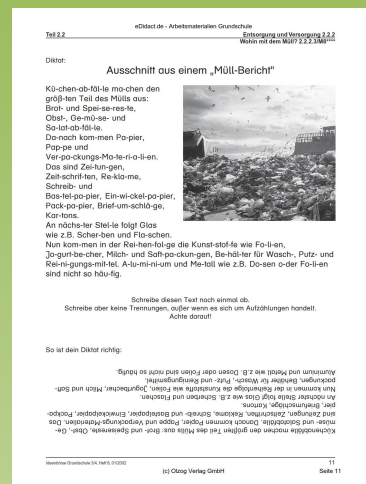 eDidact.de - Arbeitsmaterialien Grundschule
Teil 2.2
Entsorgung und Versorgung 2.2.2
Wohin mit dem Müll? 2.2.2.3/M8****
Diktat:
Ausschnitt aus einem „Müll-Bericht"
Kü-chen-ab-fäl-le ma-chen den
größ-ten Teil des Mülls aus:
Brot- und Spei-se-res-te,
Obst-, Ge-mü-se- und
Sa-lat-ab-fäl-le.
Da-nach kom-men Pa-pier,
Pap-pe und
Ver-pa-ckungs-Ma-te-ri-a-li-en.
Das sind Zei-tun-gen,
Zeit-schrif-ten, Re-kla-me,
Schreib- und
Bas-tel-pa-pier, Ein-wi-ckel-pa-pier,
Pack-pa-pier, Brief-um-schlä-ge,
Kar-tons.
An nächs-ter Stel-le folgt Glas
wie z.B. Scher-ben und Fla-schen.
Nun kom-men in der Rei-hen-fol-ge die Kunst-stof-fe wie Fo-li-en,
Jo-gurt-be-cher, Milch- und Saft-pa-ckun-gen, Be-häl-ter für Wasch-, Putz- und
Rei-ni-gungs-mit-tel. A-lu-mi-ni-um und Me-tall wie z.B. Do-sen o-der Fo-li-en
sind nicht so häu-fig.
Schreibe diesen Text noch einmal ab.
Schreibe aber keine Trennungen, außer wenn es sich um Aufzählungen handelt.
Achte darauf!
So ist dein Diktat richtig:
Küchenabfälle machen den größten Teil des Mülls aus: Brot- und Speisereste, Obst-, Ge-
müse- und Salatabfälle. Danach kommen Papier, Pappe und Verpackungs-Materialien. Das
sind Zeitungen, Zeitschriften, Reklame, Schreib- und Bastelpapier, Einwickelpapier, Packpa-
pier, Briefumschläge, Kartons.
An nächster Stelle folgt Glas wie z.B. Scherben und Flaschen.
Nun kommen in der Reihenfolge die Kunststoffe wie Folien, Jogurtbecher, Milch und Saft-
packungen, Behälter für Wasch-, Putz- und Reinigungsmittel.
Aluminium und Metall wie z.B. Dosen oder Folien sind nicht so häufig.
Ideenbörse Grundschule 3/4, Heft 8, 01/2002
11
(c) Olzog Verlag GmbH
Seite 11